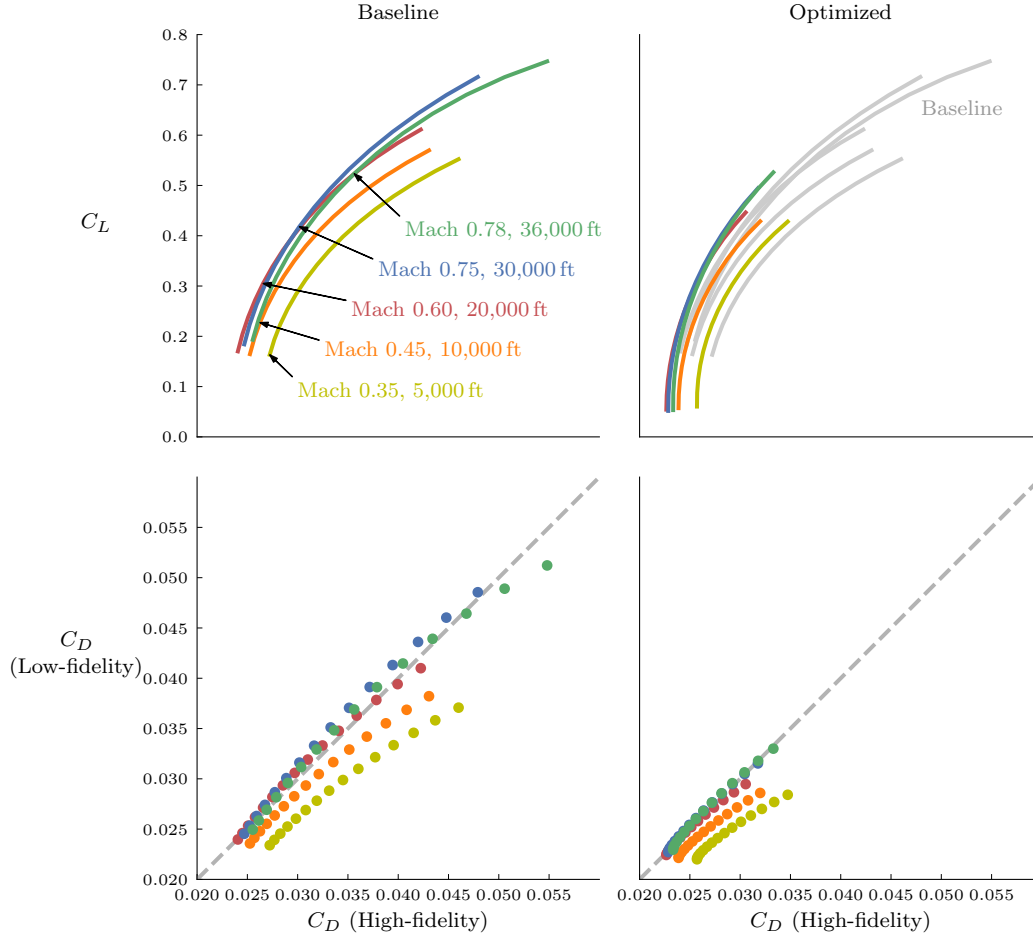 Baseline
Optimized
0.8
0.7
0.6
0.5
0.4
0.3
0.2
0.1
0.0
C_L
Baseline
Mach 0.78, 36,000 ft
Mach 0.75, 30,000 ft
Mach 0.60, 20,000 ft
Mach 0.45, 10,000 ft
Mach 0.35, 5,000 ft
0.055
0.050
0.045
0.040
0.035
0.030
0.025
0.020
C_D
(Low-fidelity)
0.020 0.025 0.030 0.035 0.040 0.045 0.050 0.055
0.020 0.025 0.030 0.035 0.040 0.045 0.050 0.055
C_D (High-fidelity)
C_D (High-fidelity)